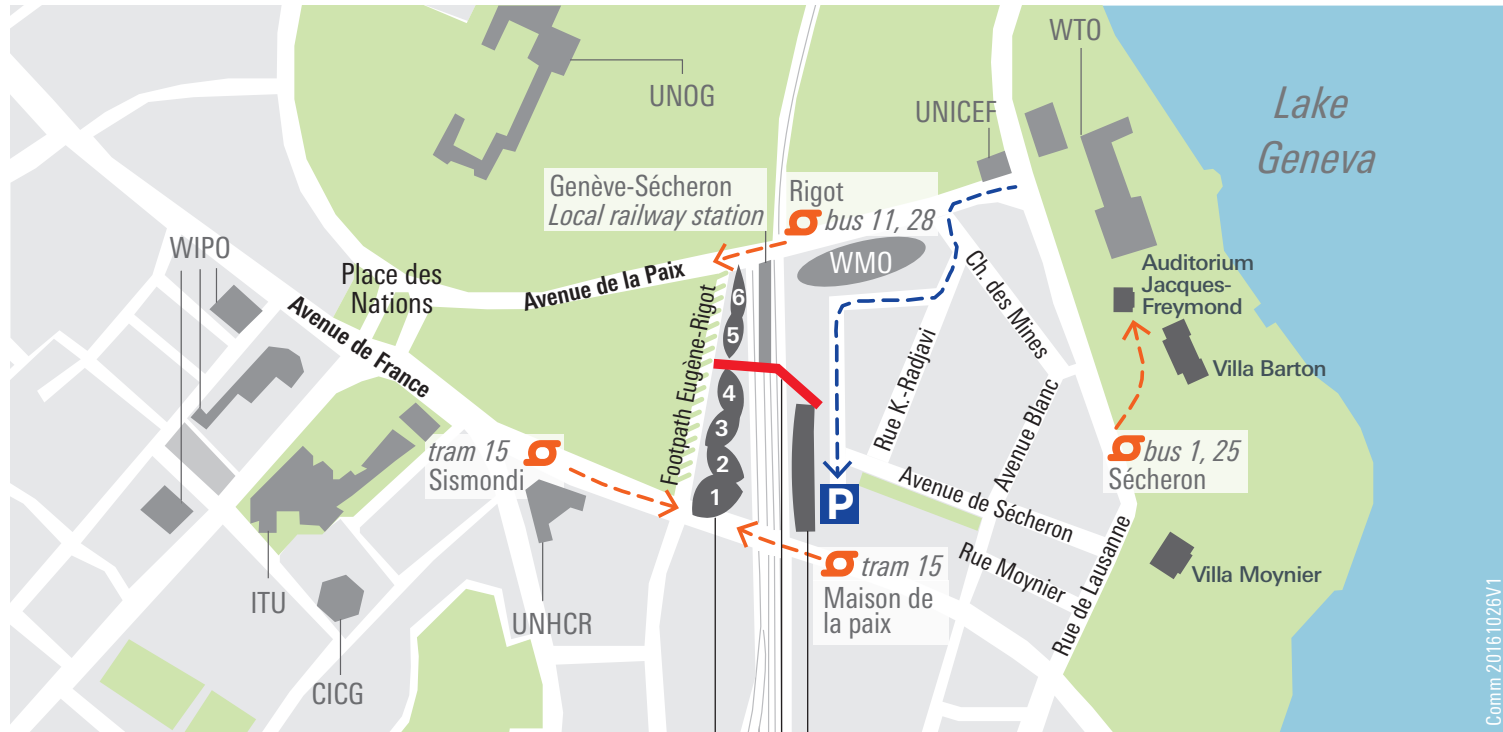 WTO
Lake
Geneva
UNOG
UNICEF
Genève-Sécheron
Local railway station
Rigot
bus 11, 28
WIPO
Place des
Nations
Avenue de la Paix
WMO
Ch. des Mines
Auditorium
Jacques-
Freymond
Avenue de France
Footpath Eugène-Rigot
6
5
4
3
2
1
Rue K.-Radjavi
Avenue Blanc
Villa Barton
tram 15
Sismondi
bus 1, 25
Sécheron
P
Avenue de Sécheron
Rue Moynier
Rue de Lausanne
Villa Moynier
tram 15
Maison de
la paix
ITU
UNHCR
CICG
Comm 20161026V1